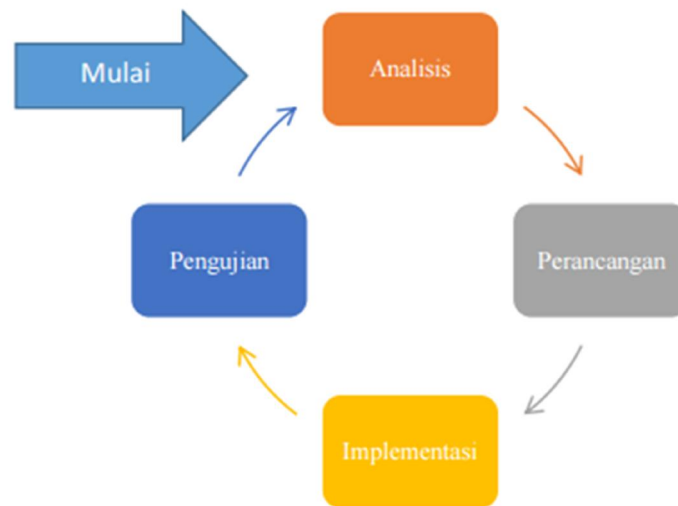 Mulai
Analisis
Perancangan
Implementasi
Pengujian